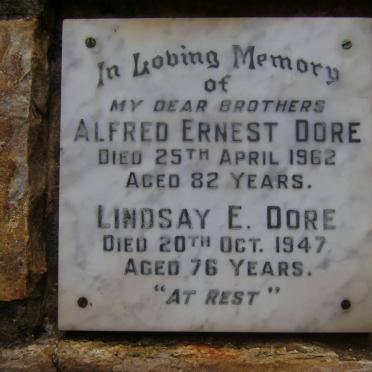 In Loving Memory
of
MY DEAR BROTHERS
ALFRED ERNEST DORE
DIED 25TH APRIL 1962
AGED 82 YEARS.
LINDSAY E. DORE
DIED 20TH OCT. 1947
AGED 76 YEARS.
"AT REST"